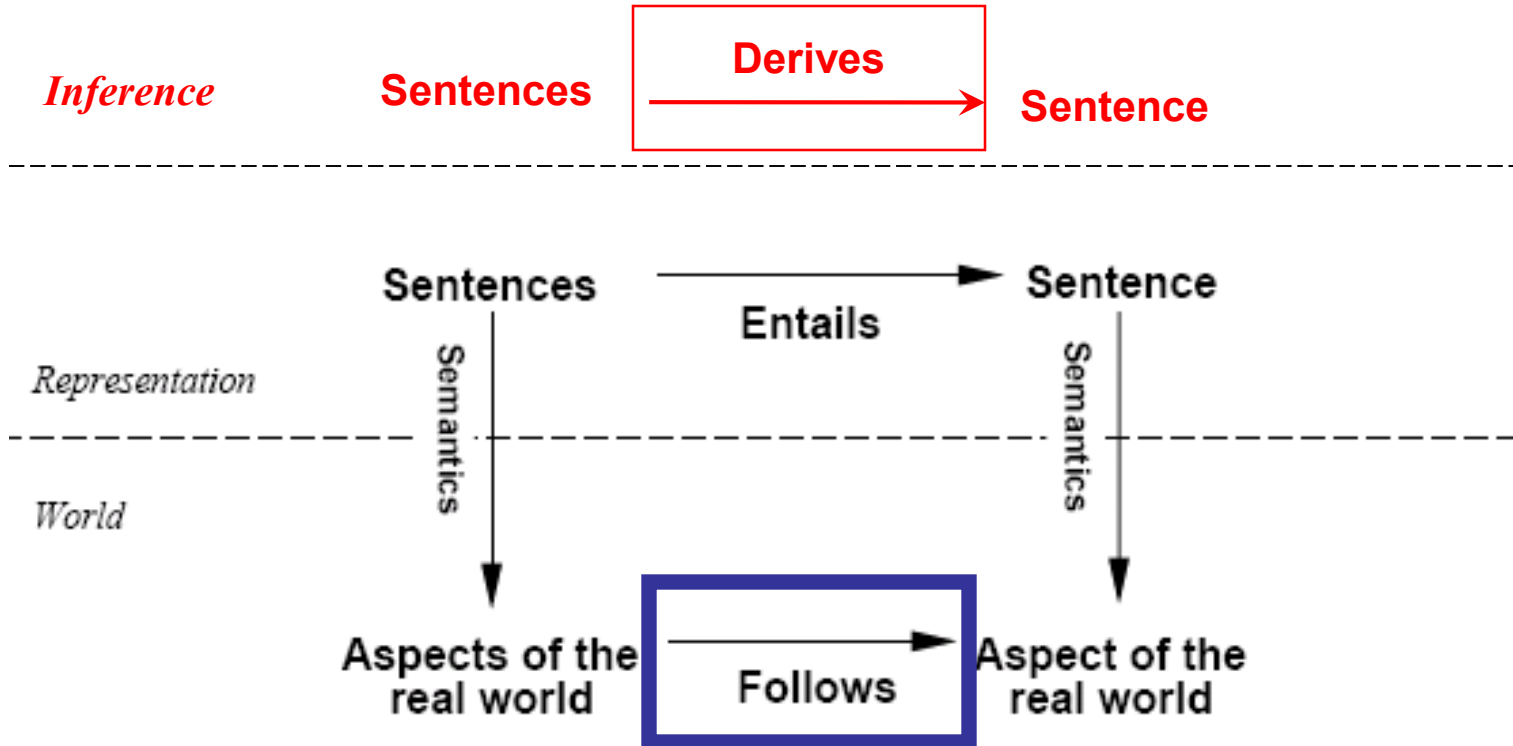 Inference
Sentences
Derives
Sentence
Sentences
Entails
Sentence
Representation
Semantics
Semantics
World
Aspects of the
real world
Follows
Aspect of the
real world